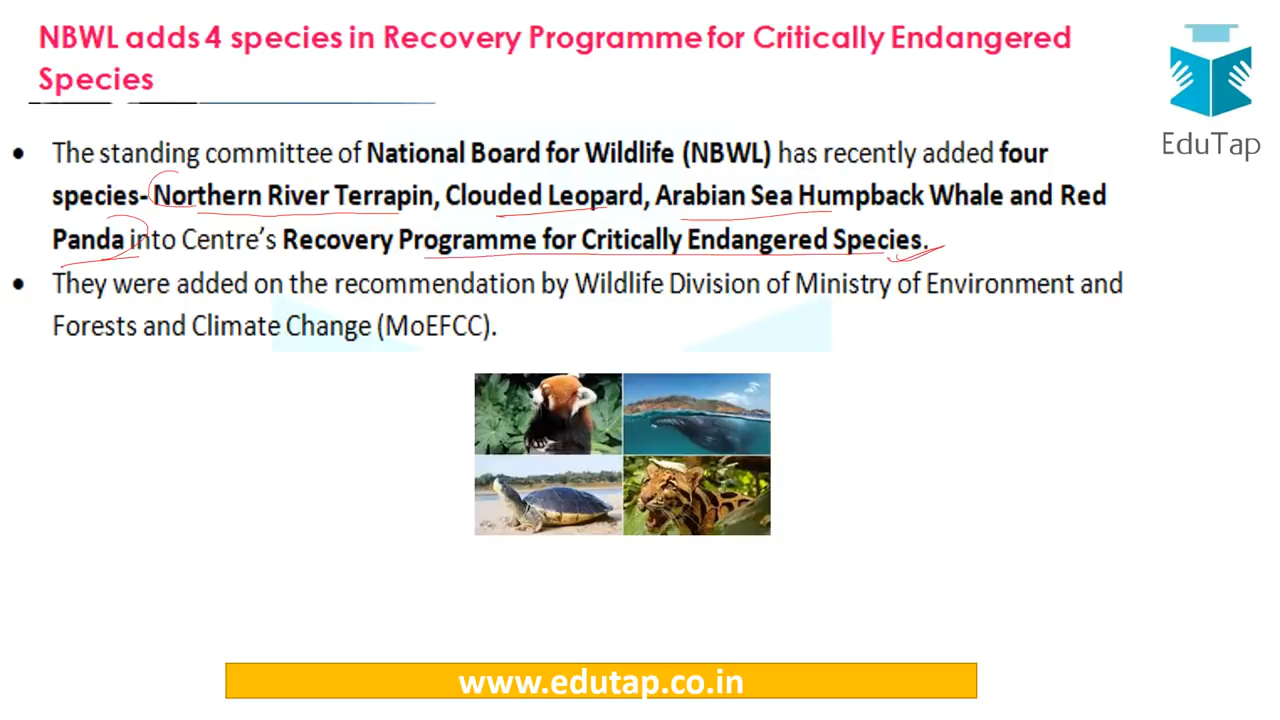 NBWL adds 4 species in Recovery Programme for Critically Endangered
Species
EduTap
• The standing committee of National Board for Wildlife (NBWL) has recently added four
species- Northern River Terrapin, Clouded Leopard, Arabian Sea Humpback Whale and Red
Panda into Centre's Recovery Programme for Critically Endangered Species.
• They were added on the recommendation by Wildlife Division of Ministry of Environment and
Forests and Climate Change (MoEFCC).
www.edutap.co.in